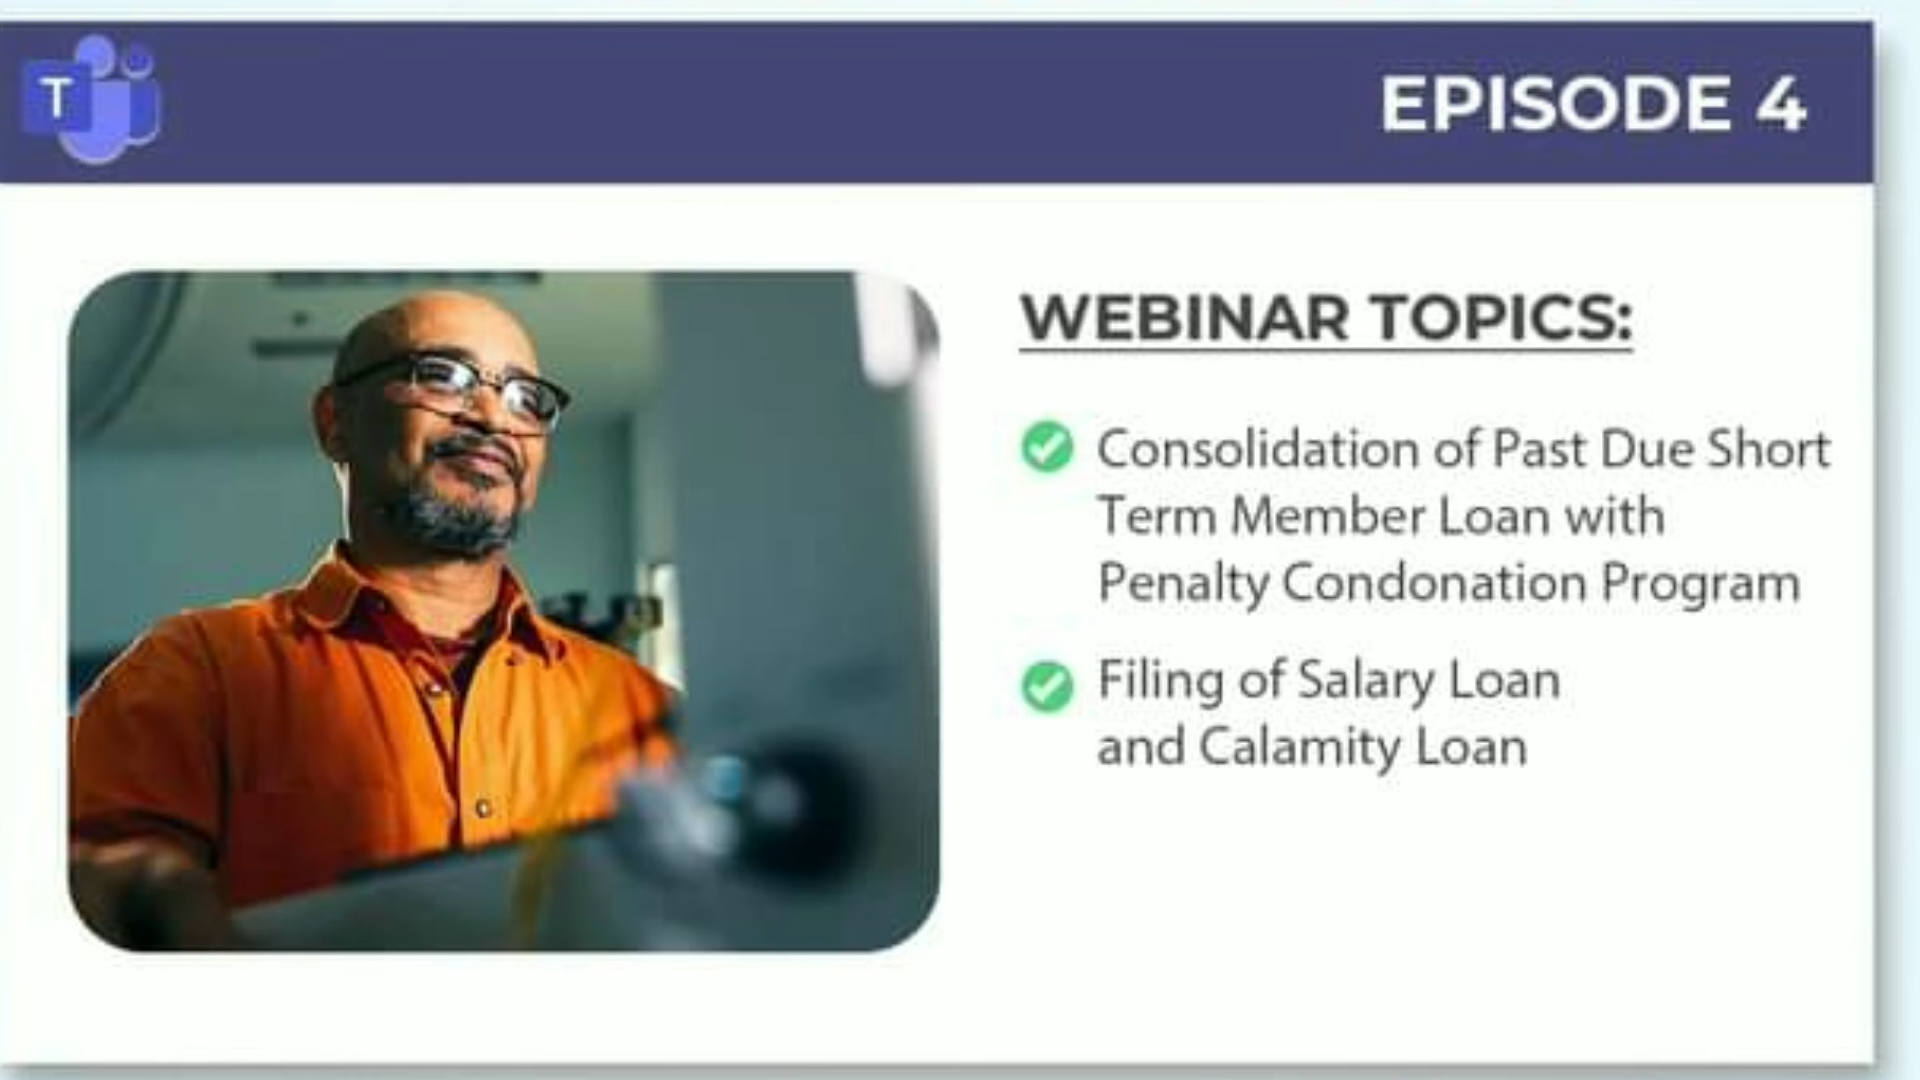 T
EPISODE 4
WEBINAR TOPICS:
Consolidation of Past Due Short
Term Member Loan with
Penalty Condonation Program
Filing of Salary Loan
and Calamity Loan